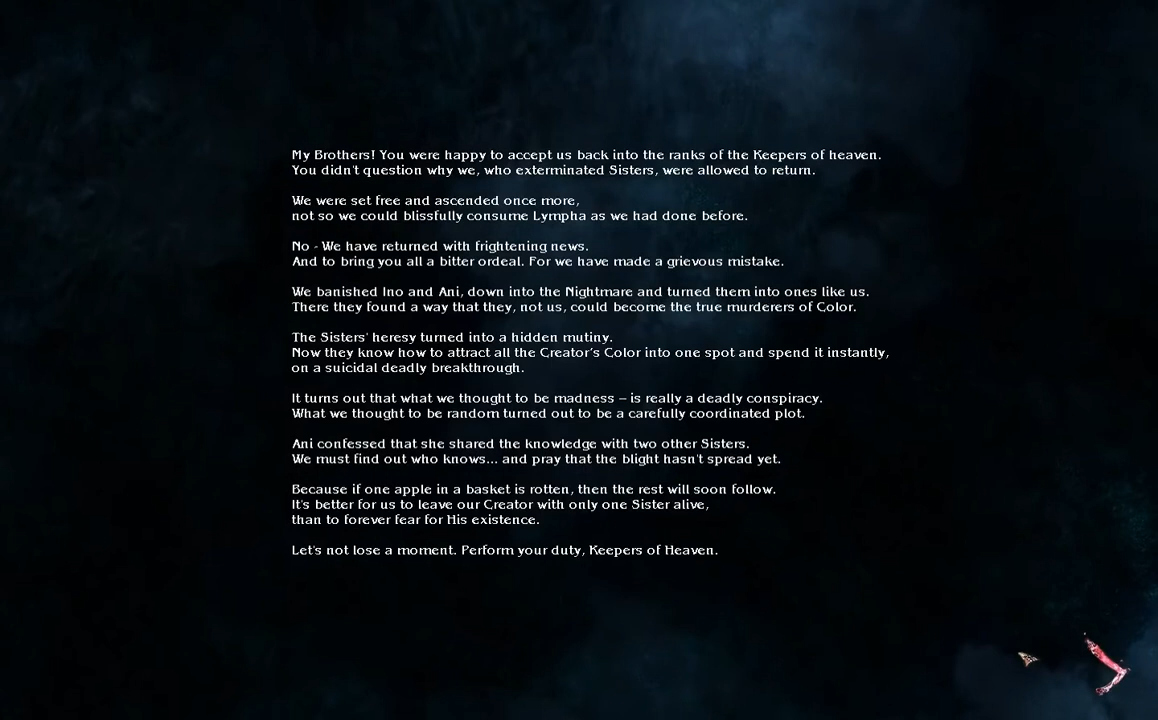 My Brothers! You were happy to accept us back into the ranks of the Keepers of heaven.
You didn't question why we, who exterminated Sisters, were allowed to return.
We were set free and ascended once more,
not so we could blissfully consume Lympha as we had done before.
No - We have returned with frightening news.
And to bring you all a bitter ordeal. For we have made a grievous mistake.
We banished Ino and Ani, down into the Nightmare and turned them into ones like us.
There they found a way that they, not us, could become the true murderers of Color.
The Sisters' heresy turned into a hidden mutiny.
Now they know how to attract all the Creator's Color into one spot and spend it instantly,
on a suicidal deadly breakthrough.
It turns out that what we thought to be madness – is really a deadly conspiracy.
What we thought to be random turned out to be a carefully coordinated plot.
Ani confessed that she shared the knowledge with two other Sisters.
We must find out who knows... and pray that the blight hasn't spread yet.
Because if one apple in a basket is rotten, then the rest will soon follow.
It's better for us to leave our Creator with only one Sister alive,
than to forever fear for His existence.
Let's not lose a moment. Perform your duty, Keepers of Heaven.